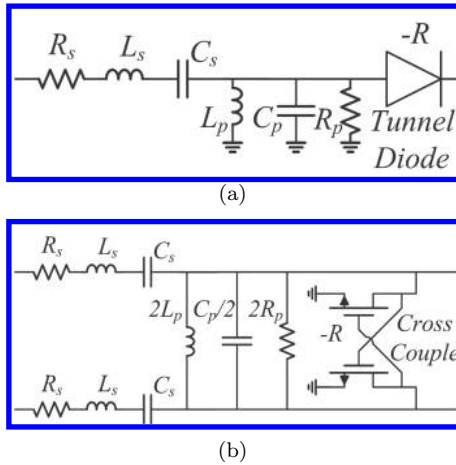 -R
R_s L_s C_s
L_p C_p R_p Tunnel
Diode
(a)
R_s L_s C_s
2L_p C_p/2 2R_p
-R Cross
Couple
R_s L_s C_s
(b)